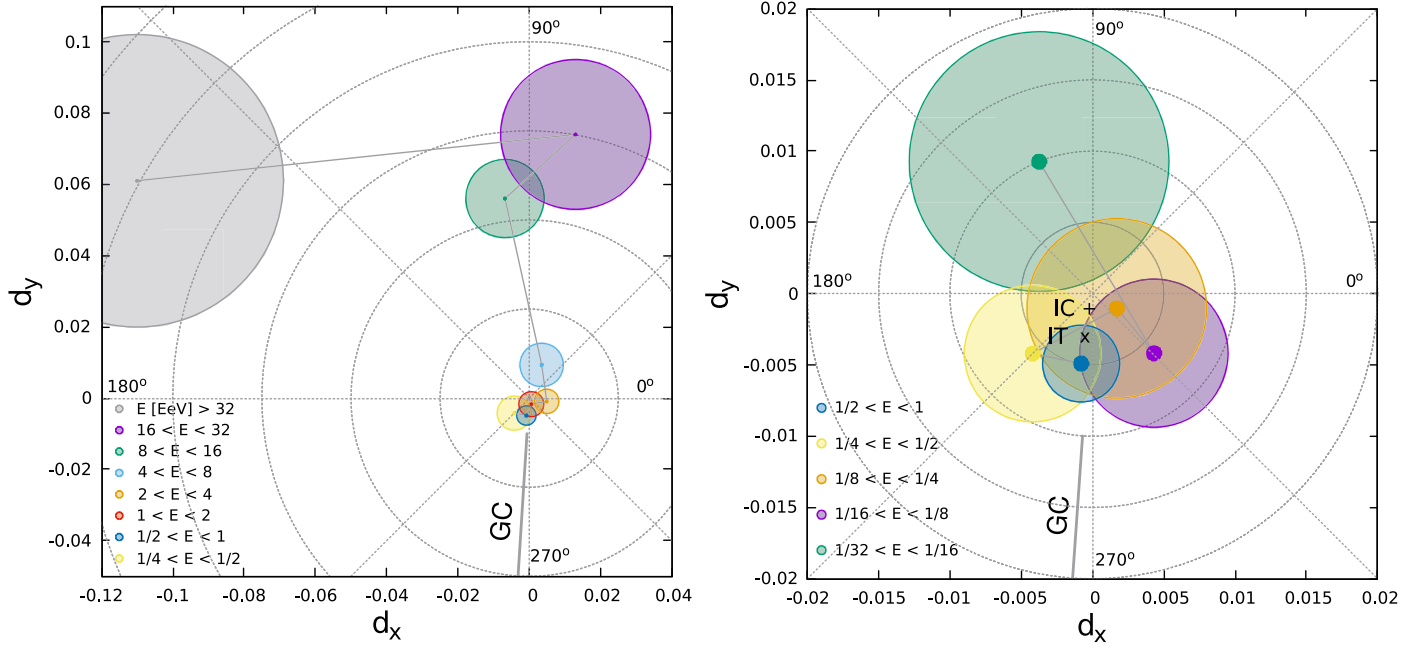 0.1
0.08
0.06
0.04
0.02
0
-0.02
-0.04
d_y
90°
180°
0°
270°
GC
E [EeV] > 32
16 < E < 32
8 < E < 16
4 < E < 8
2 < E < 4
1 < E < 2
1/2 < E < 1
1/4 < E < 1/2
-0.12 -0.1 -0.08 -0.06 -0.04 -0.02 0 0.02 0.04
d_x
0.02
0.015
0.01
0.005
0
-0.005
-0.01
-0.015
-0.02
d_y
90°
180°
0°
270°
IC +
IT x
GC
1/2 < E < 1
1/4 < E < 1/2
1/8 < E < 1/4
1/16 < E < 1/8
1/32 < E < 1/16
-0.02 -0.015 -0.01 -0.005 0 0.005 0.01 0.015 0.02
d_x